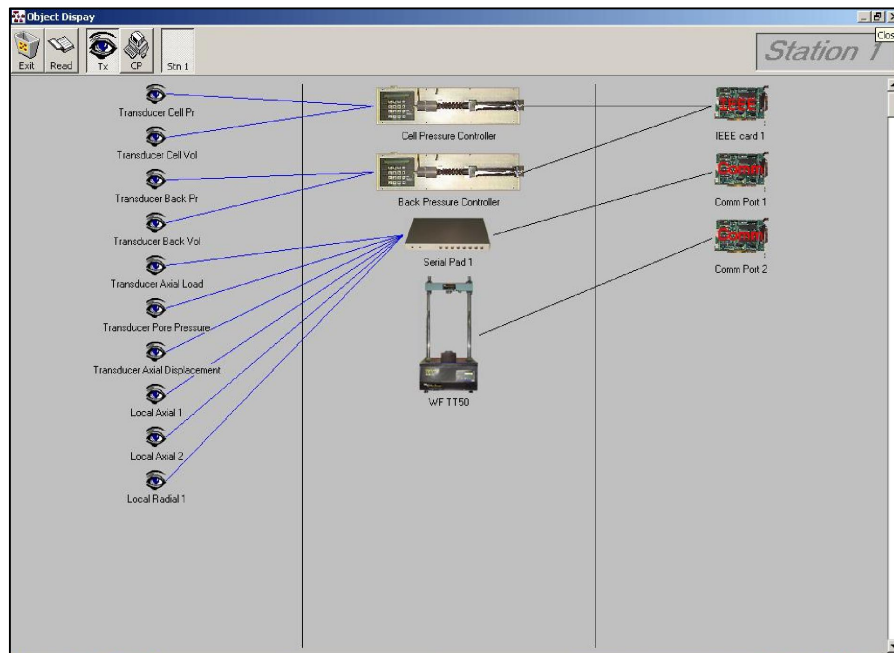 Object Dispay
Clos
Exit
Read
Tx
CP
Stn 1
Station 1
Transducer Cell Pr
Transducer Cell Vol
Transducer Back Pr
Transducer Back Vol
Transducer Axial Load
Transducer Pore Pressure
Transducer Axial Displacement
Local Axial 1
Local Axial 2
Local Radial 1
Cell Pressure Controller
Back Pressure Controller
Serial Pad 1
WF TT50
IEEE
IEEE card 1
Comm
Comm Port 1
Comm
Comm Port 2